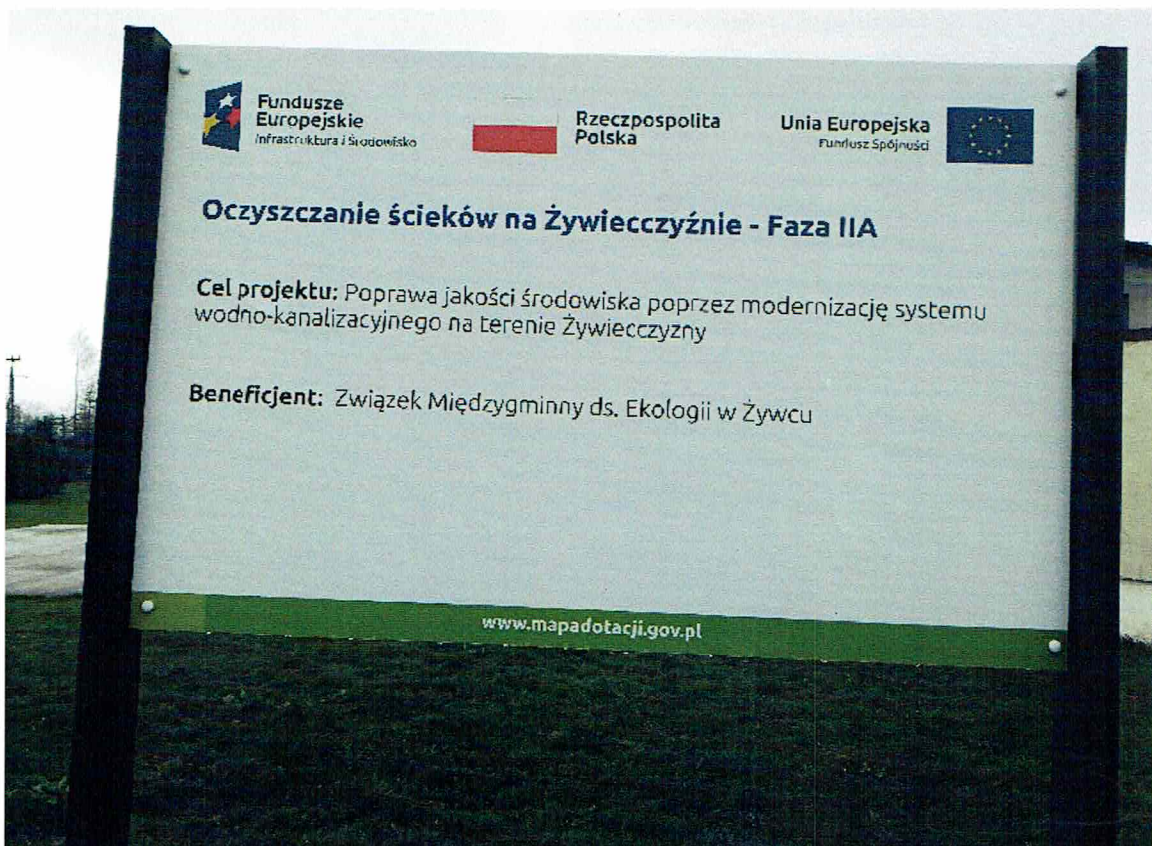 Fundusze
Europejskie
Infrastruktura i Środowisko
Rzeczpospolita
Polska
Unia Europejska
Fundusz Spójności
Oczyszczanie ścieków na Żywiecczyźnie - Faza IIA
Cel projektu: Poprawa jakości środowiska poprzez modernizację systemu
wodno-kanalizacyjnego na terenie Żywiecczyzny
Beneficjent: Związek Międzygminny ds. Ekologii w Żywcu
www.mapadotacji.gov.pl